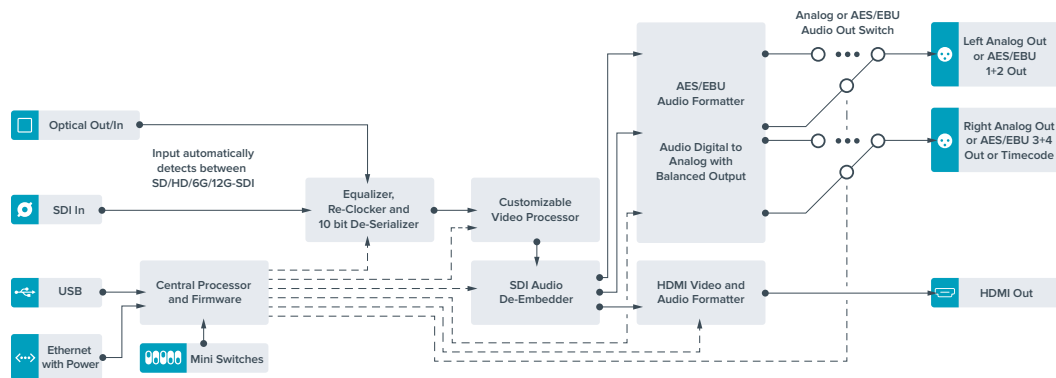 Analog or AES/EBU
Audio Out Switch
Left Analog Out
or AES/EBU
1+2 Out
AES/EBU
Audio Formatter
Optical Out/In
Right Analog Out
or AES/EBU 3+4
Out or Timecode
Input automatically
detects between
SD/HD/6G/12G-SDI
Audio Digital to
Analog with
Balanced Output
SDI In
Equalizer,
Re-Clocker and
10 bit De-Serializer
Customizable
Video Processor
USB
Central Processor
and Firmware
SDI Audio
De-Embedder
HDMI Video and
Audio Formatter
HDMI Out
Ethernet
with Power
Mini Switches